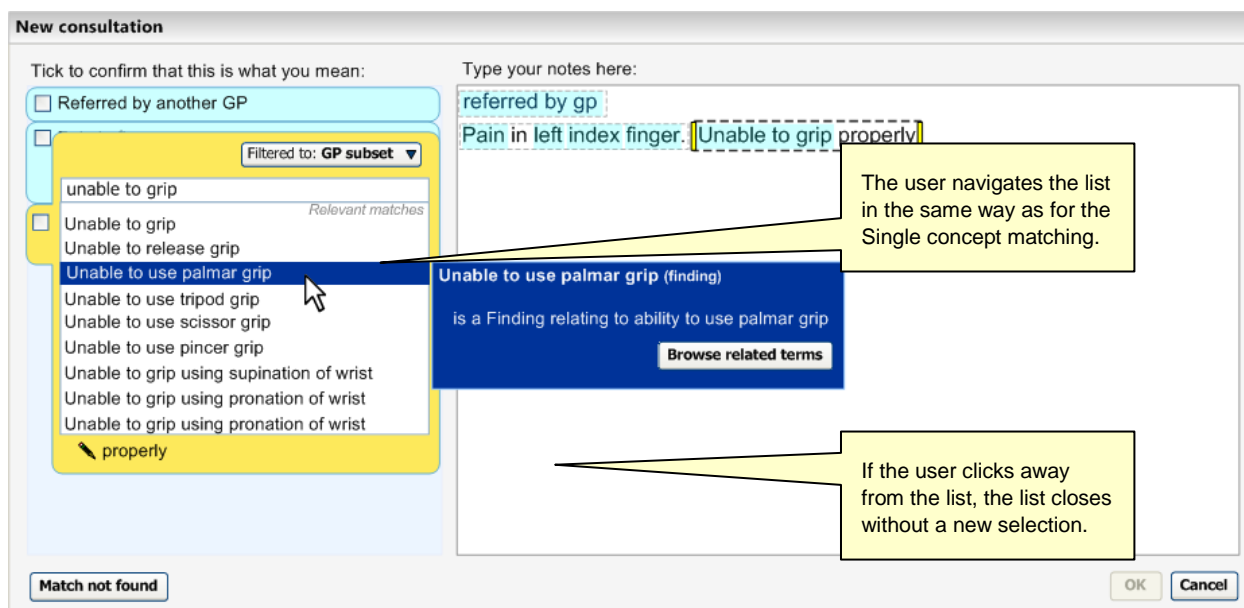 New consultation
Tick to confirm that this is what you mean:
Type your notes here:
Referred by another GP
referred by gp
Pain in left index finger. Unable to grip properly
Filtered to: GP subset
unable to grip
Relevant matches
Unable to grip
Unable to release grip
Unable to use palmar grip
Unable to use tripod grip
Unable to use scissor grip
Unable to use pincer grip
Unable to grip using supination of wrist
Unable to grip using pronation of wrist
Unable to grip using pronation of wrist
properly
The user navigates the list
in the same way as for the
Single concept matching.
Unable to use palmar grip (finding)
is a Finding relating to ability to use palmar grip
Browse related terms
If the user clicks away
from the list, the list closes
without a new selection.
Match not found
OK
Cancel